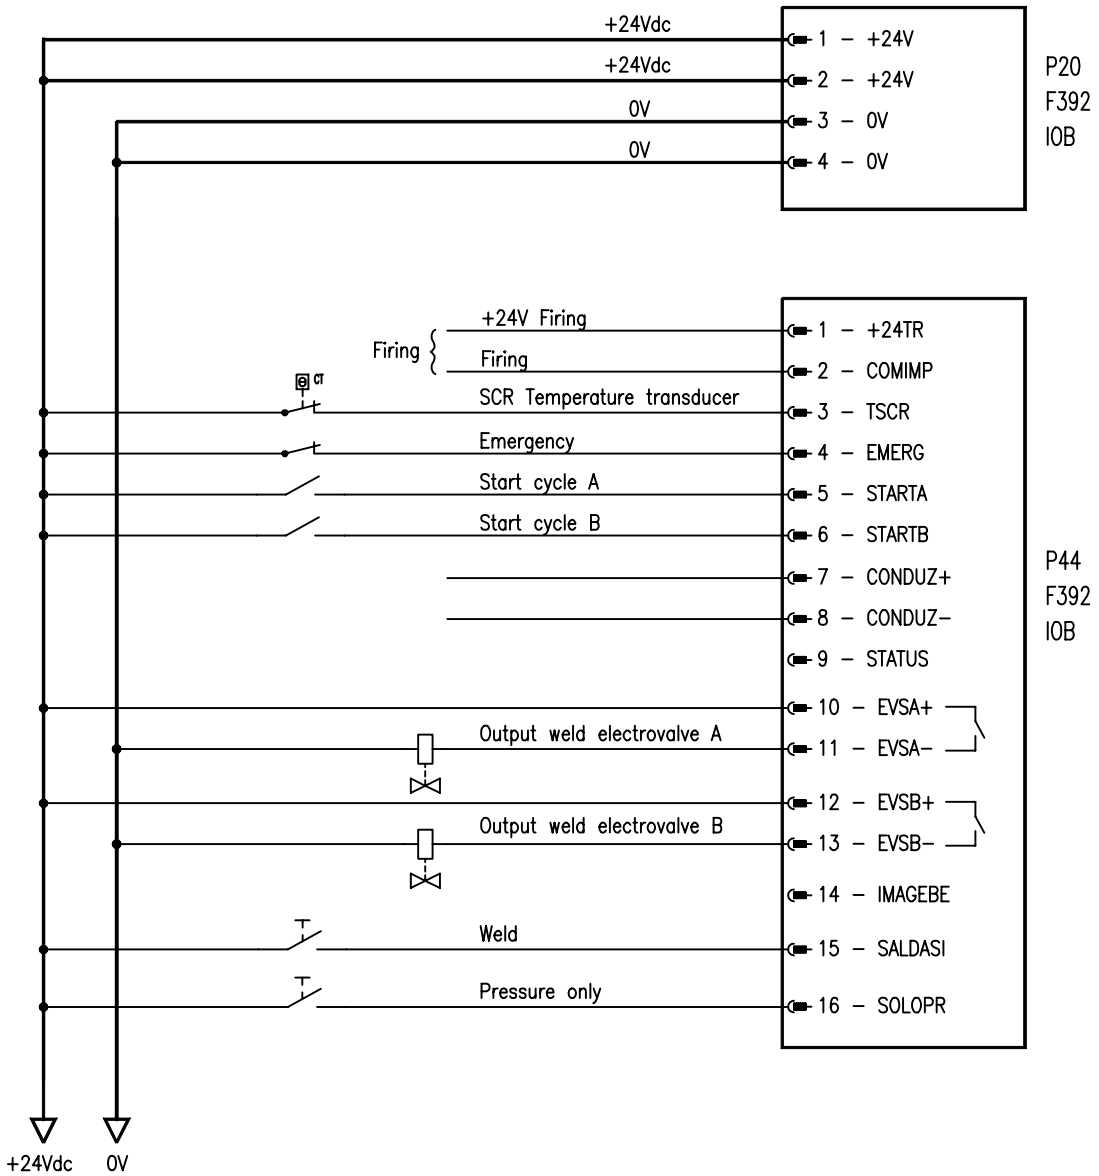 +24Vdc
1 - +24V
+24Vdc
2 - +24V
0V
3 - 0V
0V
4 - 0V
P20
F392
IOB
+24V Firing
1 - +24TR
Firing
Firing
2 - COMIMP
CT
SCR Temperature transducer
3 - TSCR
Emergency
4 - EMERG
Start cycle A
5 - STARTA
Start cycle B
6 - STARTB
7 - CONDUZ+
8 - CONDUZ-
9 - STATUS
P44
F392
IOB
10 - EVSA+
Output weld electrovalve A
11 - EVSA-
12 - EVSB+
Output weld electrovalve B
13 - EVSB-
14 - IMAGEBE
Weld
15 - SALDASI
Pressure only
16 - SOLOPR
+24Vdc
0V